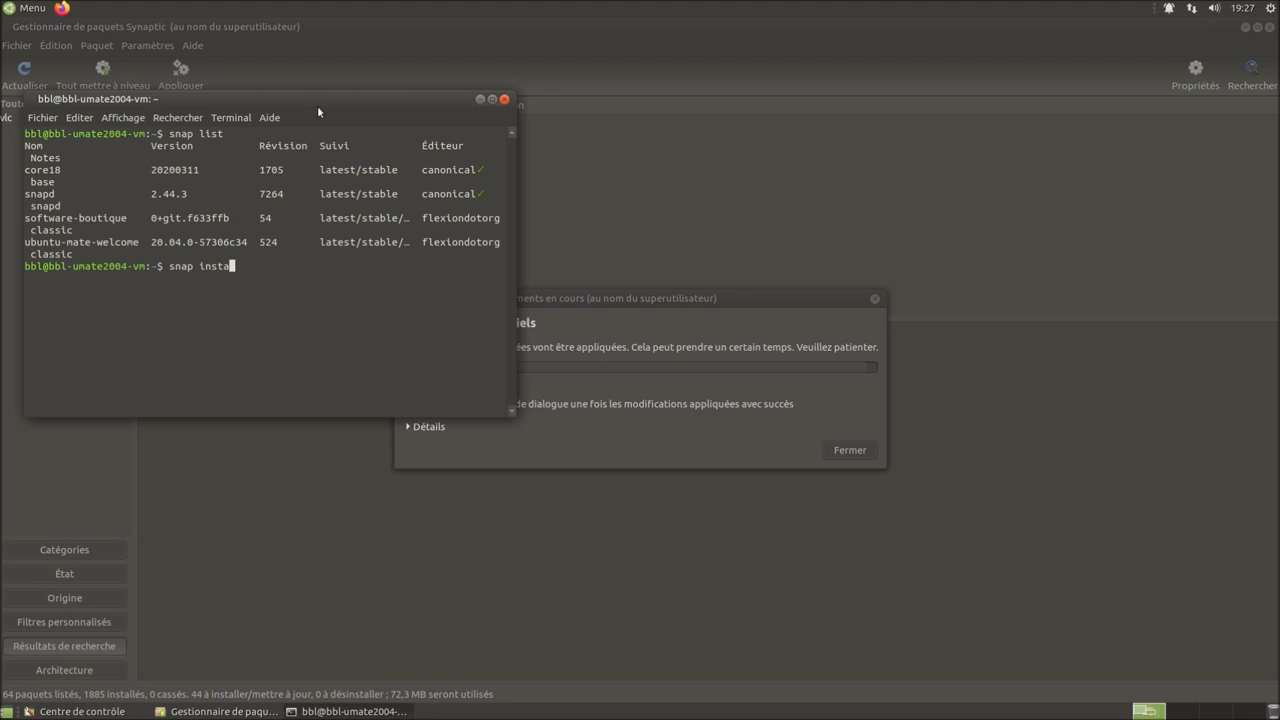 Menu
19:27
Gestionnaire de paquets Synaptic (au nom du superutilisateur)
Fichier Édition Paquet Paramètres Aide
Actualiser Tout mettre à niveau Appliquer Propriétés Rechercher
vlc
bbl@bbl-umate2004-vm: ~
Fichier Editer Affichage Rechercher Terminal Aide
bbl@bbl-umate2004-vm:~$ snap list
Nom Version Révision Suivi Éditeur
Notes
core18 20200311 1705 latest/stable canonical✓
base
snapd 2.44.3 7264 latest/stable canonical✓
snapd
software-boutique 0+git.f633ffb 54 latest/stable/… flexiondotorg
classic
ubuntu-mate-welcome 20.04.0-57306c34 524 latest/stable/… flexiondotorg
classic
bbl@bbl-umate2004-vm:~$ snap insta
ments en cours (au nom du superutilisateur)
iels
ées vont être appliquées. Cela peut prendre un certain temps. Veuillez patienter.
de dialogue une fois les modifications appliquées avec succès
Détails
Fermer
Catégories
État
Origine
Filtres personnalisés
Résultats de recherche
Architecture
64 paquets listés, 1885 installés, 0 cassés. 44 à installer/mettre à jour, 0 à désinstaller ; 72,3 MB seront utilisés
Centre de contrôle Gestionnaire de paqu... bbl@bbl-umate2004-...